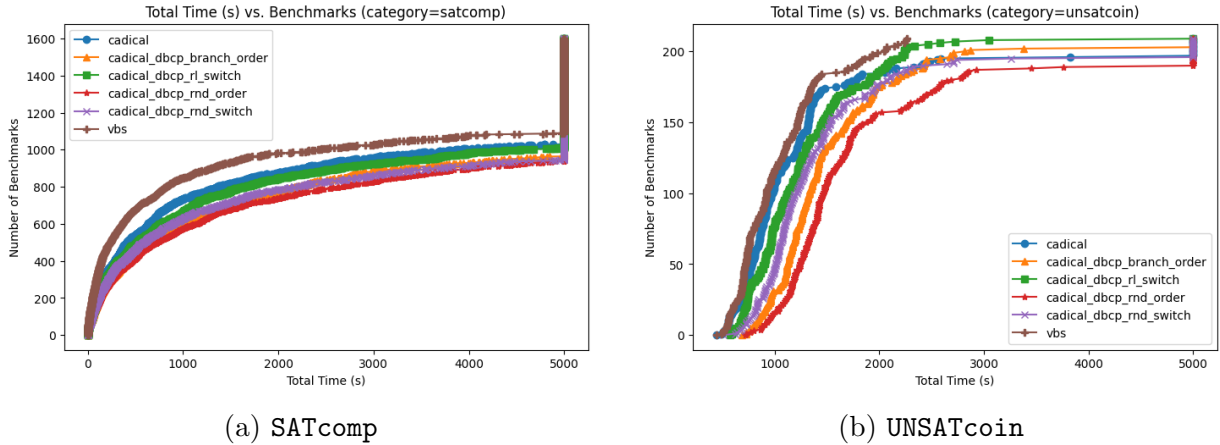 Total Time (s) vs. Benchmarks (category=satcomp)
Number of Benchmarks
1600
1400
1200
1000
800
600
400
200
0
cadical
cadical_dbcp_branch_order
cadical_dbcp_rl_switch
cadical_dbcp_rnd_order
cadical_dbcp_rnd_switch
vbs
0 1000 2000 3000 4000 5000
Total Time (s)
(a) SATcomp
Total Time (s) vs. Benchmarks (category=unsatcoin)
Number of Benchmarks
200
150
100
50
0
cadical
cadical_dbcp_branch_order
cadical_dbcp_rl_switch
cadical_dbcp_rnd_order
cadical_dbcp_rnd_switch
vbs
1000 2000 3000 4000 5000
Total Time (s)
(b) UNSATcoin